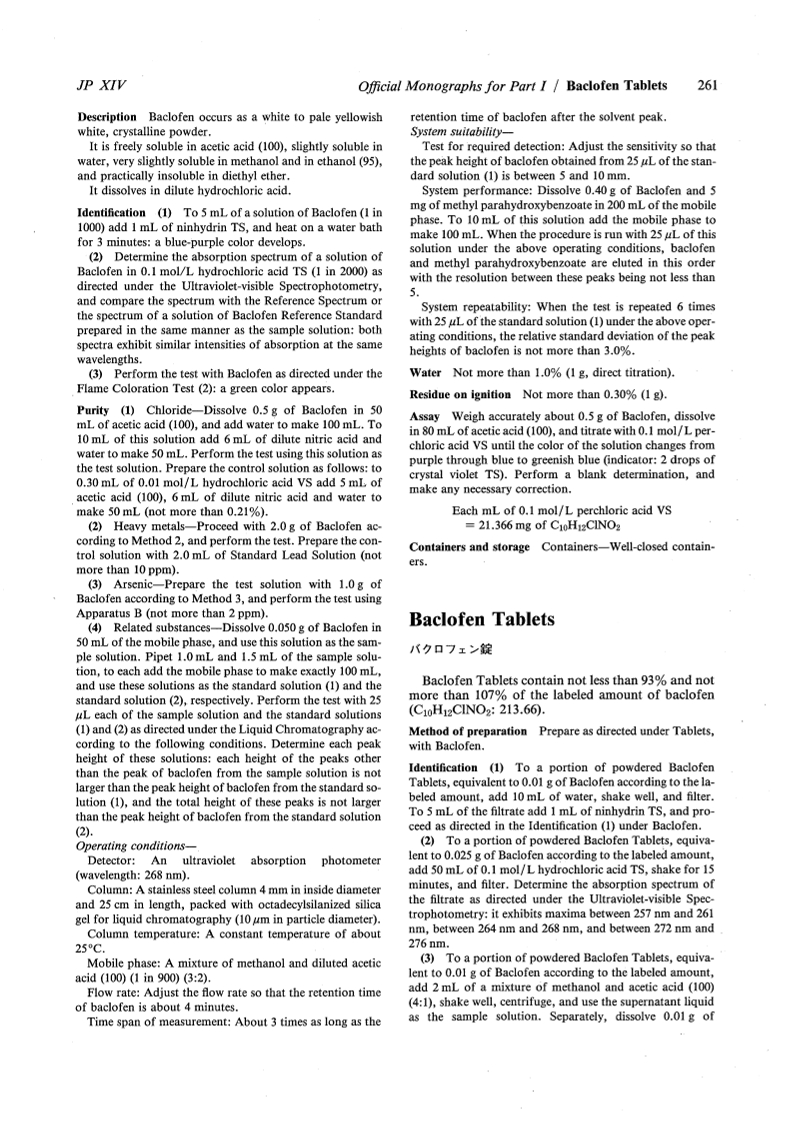 JP XIV
Official Monographs for Part I / Baclofen Tablets 261
Description Baclofen occurs as a white to pale yellowish
white, crystalline powder.
It is freely soluble in acetic acid (100), slightly soluble in
water, very slightly soluble in methanol and in ethanol (95),
and practically insoluble in diethyl ether.
It dissolves in dilute hydrochloric acid.
Identification (1) To 5 mL of a solution of Baclofen (1 in
1000) add 1 mL of ninhydrin TS, and heat on a water bath
for 3 minutes: a blue-purple color develops.
(2) Determine the absorption spectrum of a solution of
Baclofen in 0.1 mol/L hydrochloric acid TS (1 in 2000) as
directed under the Ultraviolet-visible Spectrophotometry,
and compare the spectrum with the Reference Spectrum or
the spectrum of a solution of Baclofen Reference Standard
prepared in the same manner as the sample solution: both
spectra exhibit similar intensities of absorption at the same
wavelengths.
(3) Perform the test with Baclofen as directed under the
Flame Coloration Test (2): a green color appears.
Purity (1) Chloride—Dissolve 0.5 g of Baclofen in 50
mL of acetic acid (100), and add water to make 100 mL. To
10 mL of this solution add 6 mL of dilute nitric acid and
water to make 50 mL. Perform the test using this solution as
the test solution. Prepare the control solution as follows: to
0.30 mL of 0.01 mol/L hydrochloric acid VS add 5 mL of
acetic acid (100), 6 mL of dilute nitric acid and water to
make 50 mL (not more than 0.21%).
(2) Heavy metals—Proceed with 2.0 g of Baclofen ac-
cording to Method 2, and perform the test. Prepare the con-
trol solution with 2.0 mL of Standard Lead Solution (not
more than 10 ppm).
(3) Arsenic—Prepare the test solution with 1.0 g of
Baclofen according to Method 3, and perform the test using
Apparatus B (not more than 2 ppm).
(4) Related substances—Dissolve 0.050 g of Baclofen in
50 mL of the mobile phase, and use this solution as the sam-
ple solution. Pipet 1.0 mL and 1.5 mL of the sample solu-
tion, to each add the mobile phase to make exactly 100 mL,
and use these solutions as the standard solution (1) and the
standard solution (2), respectively. Perform the test with 25
μL each of the sample solution and the standard solutions
(1) and (2) as directed under the Liquid Chromatography ac-
cording to the following conditions. Determine each peak
height of these solutions: each height of the peaks other
than the peak of baclofen from the sample solution is not
larger than the peak height of baclofen from the standard so-
lution (1), and the total height of these peaks is not larger
than the peak height of baclofen from the standard solution
(2).
Operating conditions—
Detector: An ultraviolet absorption photometer
(wavelength: 268 nm).
Column: A stainless steel column 4 mm in inside diameter
and 25 cm in length, packed with octadecylsilanized silica
gel for liquid chromatography (10 μm in particle diameter).
Column temperature: A constant temperature of about
25°C.
Mobile phase: A mixture of methanol and diluted acetic
acid (100) (1 in 900) (3:2).
Flow rate: Adjust the flow rate so that the retention time
of baclofen is about 4 minutes.
Time span of measurement: About 3 times as long as the
retention time of baclofen after the solvent peak.
System suitability—
Test for required detection: Adjust the sensitivity so that
the peak height of baclofen obtained from 25 μL of the stan-
dard solution (1) is between 5 and 10 mm.
System performance: Dissolve 0.40 g of Baclofen and 5
mg of methyl parahydroxybenzoate in 200 mL of the mobile
phase. To 10 mL of this solution add the mobile phase to
make 100 mL. When the procedure is run with 25 μL of this
solution under the above operating conditions, baclofen
and methyl parahydroxybenzoate are eluted in this order
with the resolution between these peaks being not less than
5.
System repeatability: When the test is repeated 6 times
with 25 μL of the standard solution (1) under the above oper-
ating conditions, the relative standard deviation of the peak
heights of baclofen is not more than 3.0%.
Water Not more than 1.0% (1 g, direct titration).
Residue on ignition Not more than 0.30% (1 g).
Assay Weigh accurately about 0.5 g of Baclofen, dissolve
in 80 mL of acetic acid (100), and titrate with 0.1 mol/L per-
chloric acid VS until the color of the solution changes from
purple through blue to greenish blue (indicator: 2 drops of
crystal violet TS). Perform a blank determination, and
make any necessary correction.
Each mL of 0.1 mol/L perchloric acid VS
= 21.366 mg of C₁₀H₁₂ClNO₂
Containers and storage Containers—Well-closed contain-
ers.
Baclofen Tablets
バクロフェン錠
Baclofen Tablets contain not less than 93% and not
more than 107% of the labeled amount of baclofen
(C₁₀H₁₂ClNO₂: 213.66).
Method of preparation Prepare as directed under Tablets,
with Baclofen.
Identification (1) To a portion of powdered Baclofen
Tablets, equivalent to 0.01 g of Baclofen according to the la-
beled amount, add 10 mL of water, shake well, and filter.
To 5 mL of the filtrate add 1 mL of ninhydrin TS, and pro-
ceed as directed in the Identification (1) under Baclofen.
(2) To a portion of powdered Baclofen Tablets, equiva-
lent to 0.025 g of Baclofen according to the labeled amount,
add 50 mL of 0.1 mol/L hydrochloric acid TS, shake for 15
minutes, and filter. Determine the absorption spectrum of
the filtrate as directed under the Ultraviolet-visible Spec-
trophotometry: it exhibits maxima between 257 nm and 261
nm, between 264 nm and 268 nm, and between 272 nm and
276 nm.
(3) To a portion of powdered Baclofen Tablets, equiva-
lent to 0.01 g of Baclofen according to the labeled amount,
add 2 mL of a mixture of methanol and acetic acid (100)
(4:1), shake well, centrifuge, and use the supernatant liquid
as the sample solution. Separately, dissolve 0.01 g of